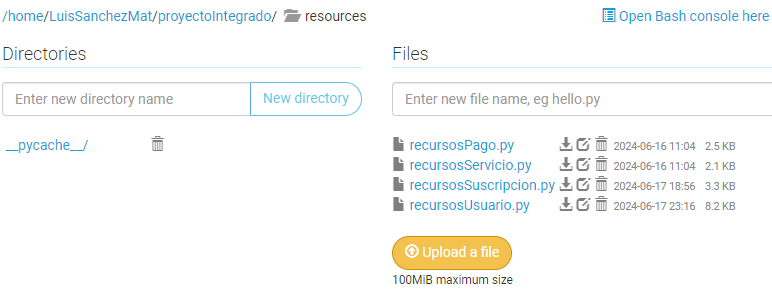 /home/LuisSanchezMat/proyectoIntegrado/ resources
Open Bash console here
Directories
Enter new directory name New directory
__pycache__/
Files
Enter new file name, eg hello.py
recursosPago.py 2024-06-16 11:04 2.5 KB
recursosServicio.py 2024-06-16 11:04 2.1 KB
recursosSuscripcion.py 2024-06-17 18:56 3.3 KB
recursosUsuario.py 2024-06-17 23:16 8.2 KB
Upload a file
100MiB maximum size